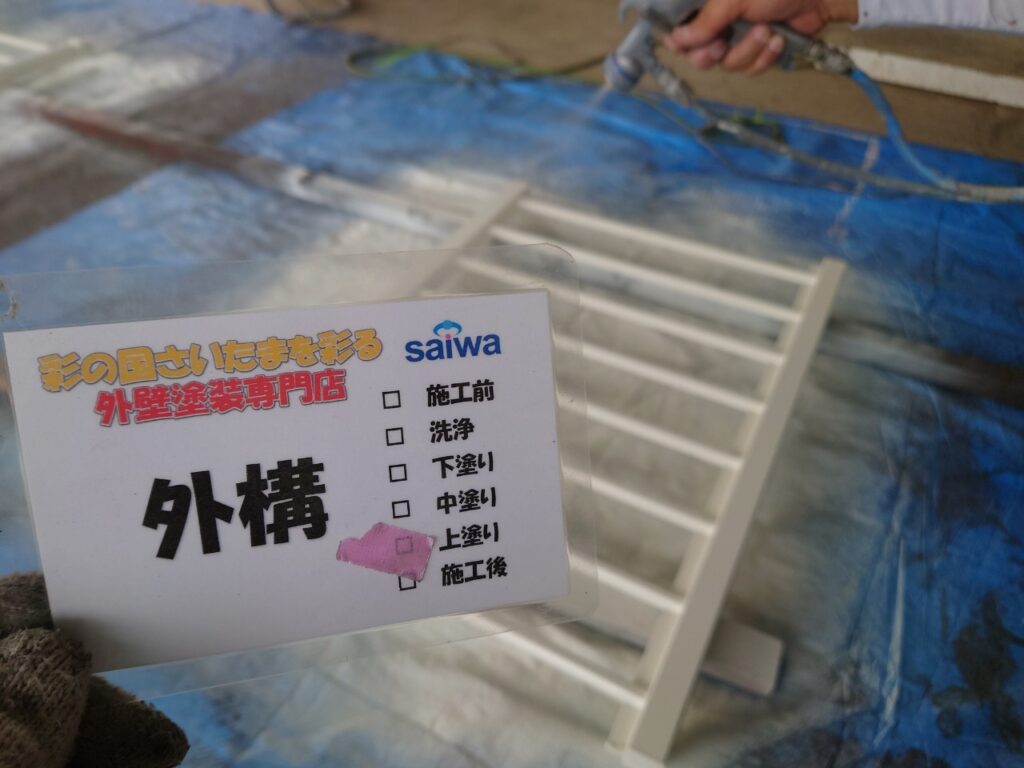 彩の国さいたまを彩る
外壁塗装専門店
saiwa
外構
施工前
洗浄
下塗り
中塗り
上塗り
施工後